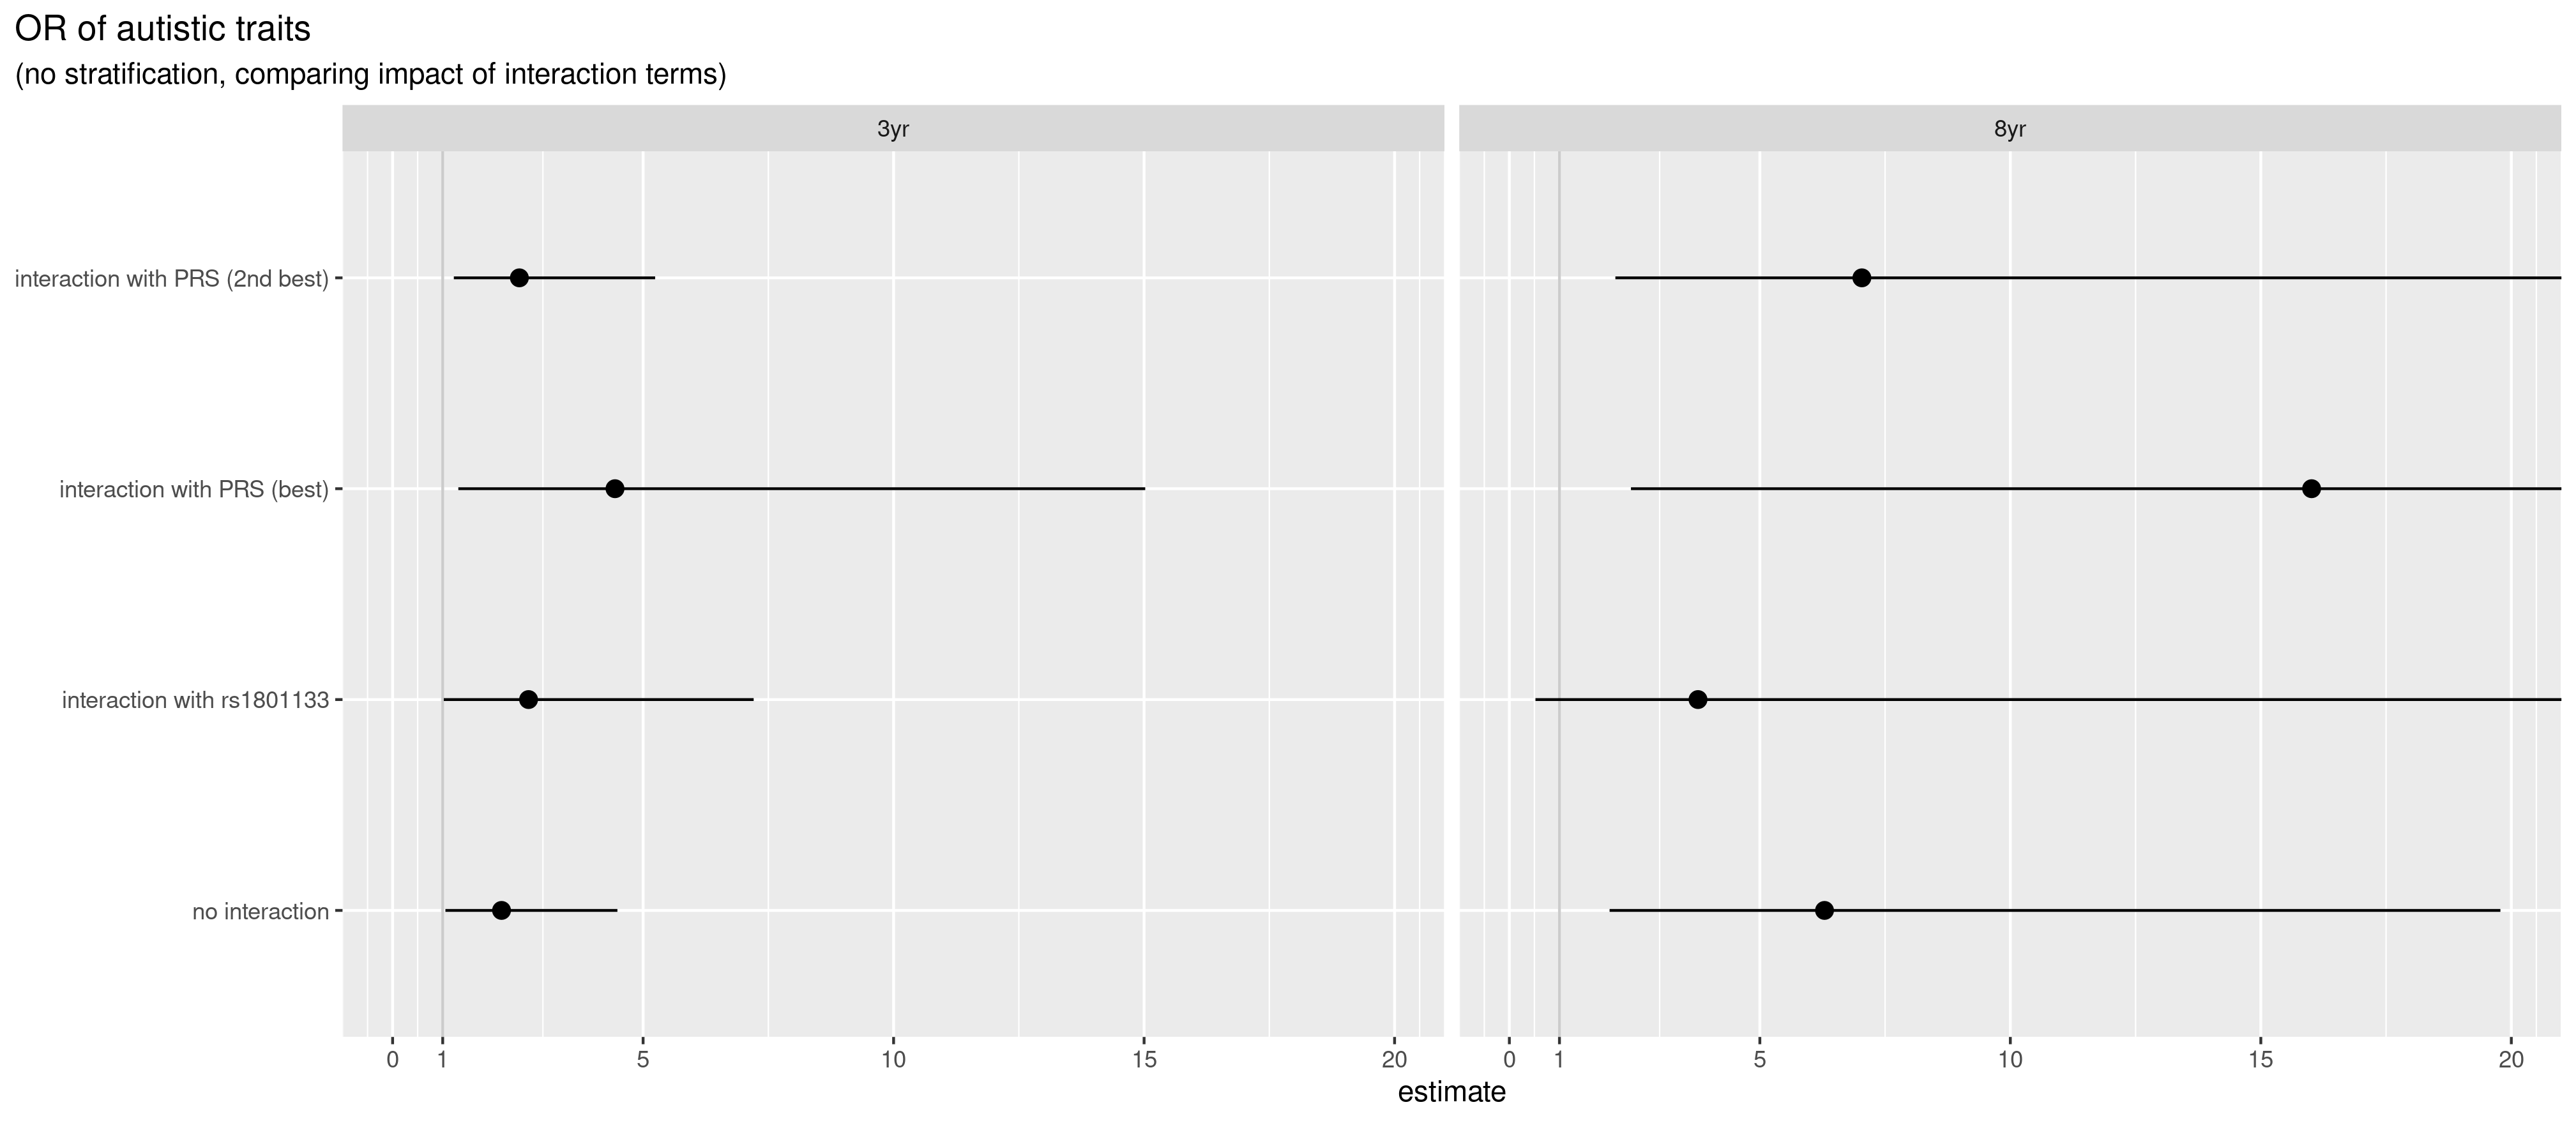 OR of autistic traits
(no stratification, comparing impact of interaction terms)
3yr 8yr
interaction with PRS (2nd best)
interaction with PRS (best)
interaction with rs1801133
no interaction
0 1 5 10 15 20 0 1 5 10 15 20
estimate